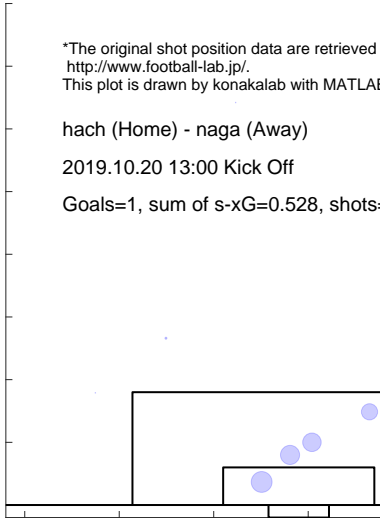 *The original shot position data are retrieved
http://www.football-lab.jp/.
This plot is drawn by konakalab with MATLAB
hach (Home) - naga (Away)
2019.10.20 13:00 Kick Off
Goals=1, sum of s-xG=0.528, shots=